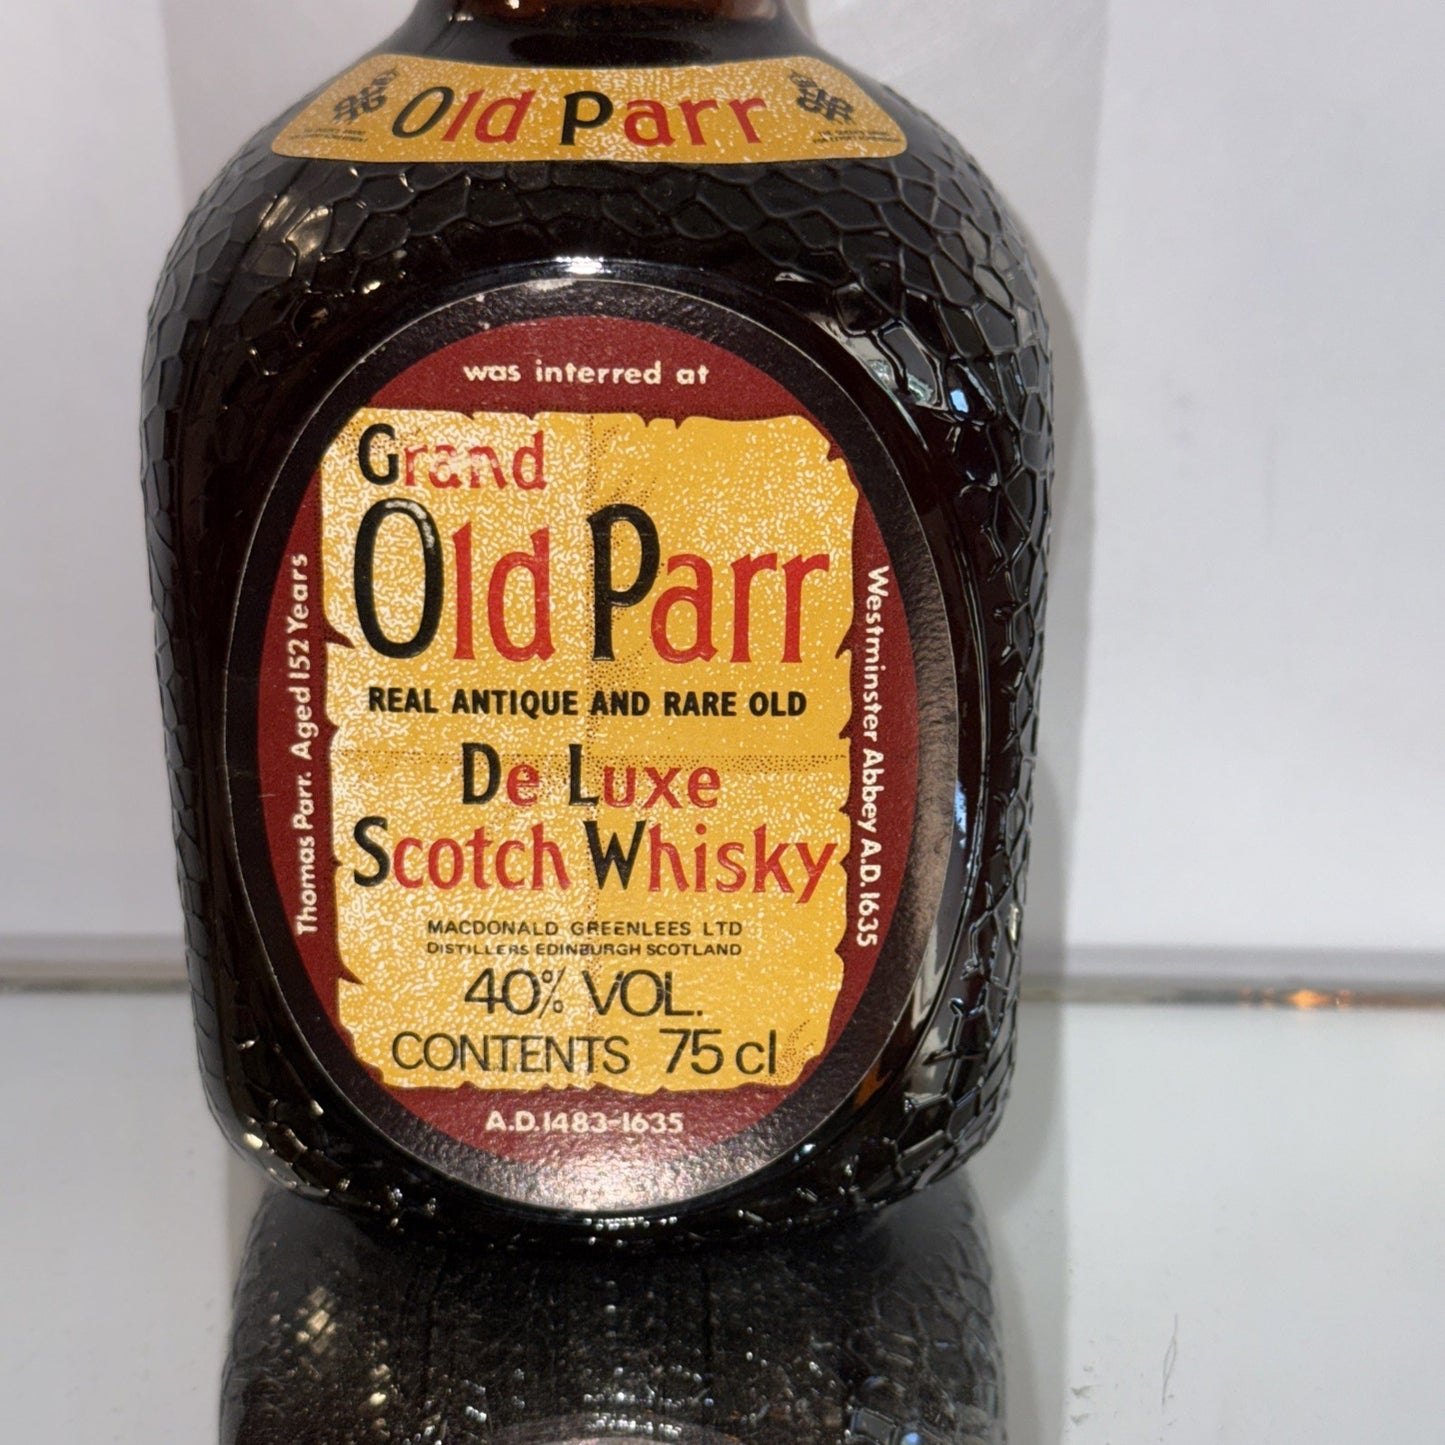 Old Parr
was interred at
Thomas Parr. Aged 152 Years
Westminster Abbey A.D. 1635
Grand
Old Parr
REAL ANTIQUE AND RARE OLD
De Luxe
Scotch Whisky
MACDONALD GREENLEES LTD
DISTILLERS EDINBURGH SCOTLAND
40% VOL.
CONTENTS 75 cl
A.D. 1483-1635